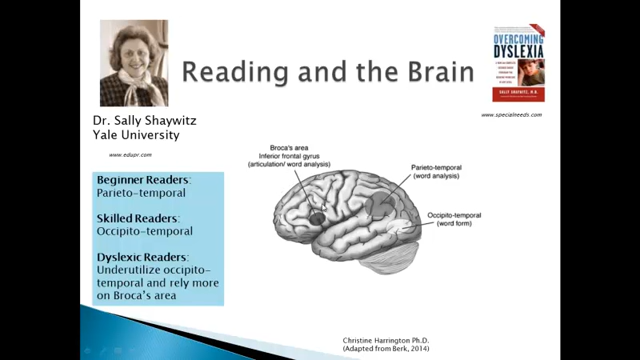 Reading and the Brain
OVERCOMING
DYSLEXIA
SALLY SHAYWITZ, M.D.
www.specialneeds.com
Dr. Sally Shaywitz
Yale University
www.edupr.com
Beginner Readers:
Parieto-temporal
Skilled Readers:
Occipito-temporal
Dyslexic Readers:
Underutilize occipito-
temporal and rely more
on Broca's area
Broca's area
Inferior frontal gyrus
(articulation/ word analysis)
Parieto-temporal
(word analysis)
Occipito-temporal
(word form)
Christine Harrington Ph.D.
(Adapted from Berk, 2014)